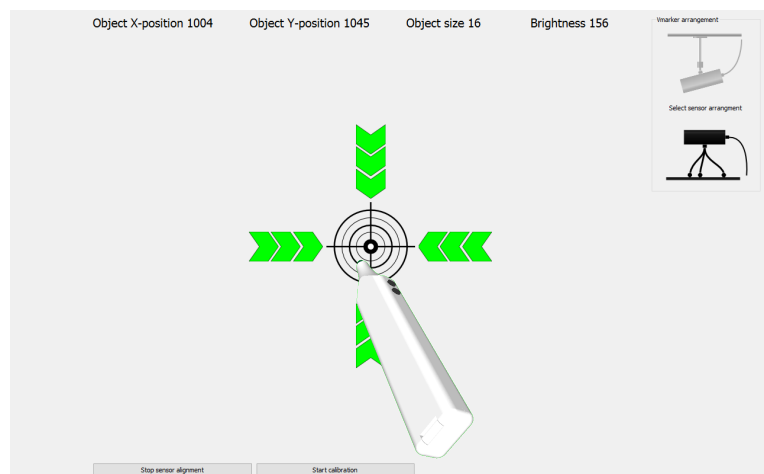 Object X-position 1004 Object Y-position 1045 Object size 16 Brightness 156
Vmarker arrangement
Select sensor arrangment
Stop sensor alignment Start calibration